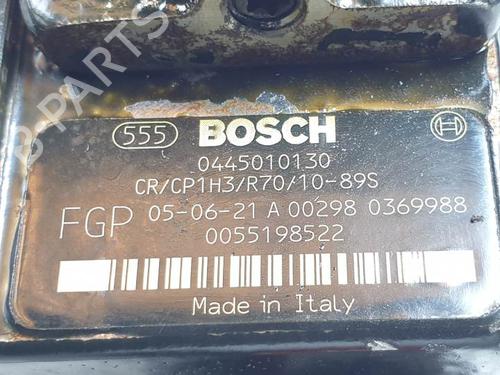 555 BOSCH
0445010130
CR/CP1H3/R70/10-89S
FGP 05-06-21 A 00298 0369988
0055198522
Made in Italy
B-PARTS